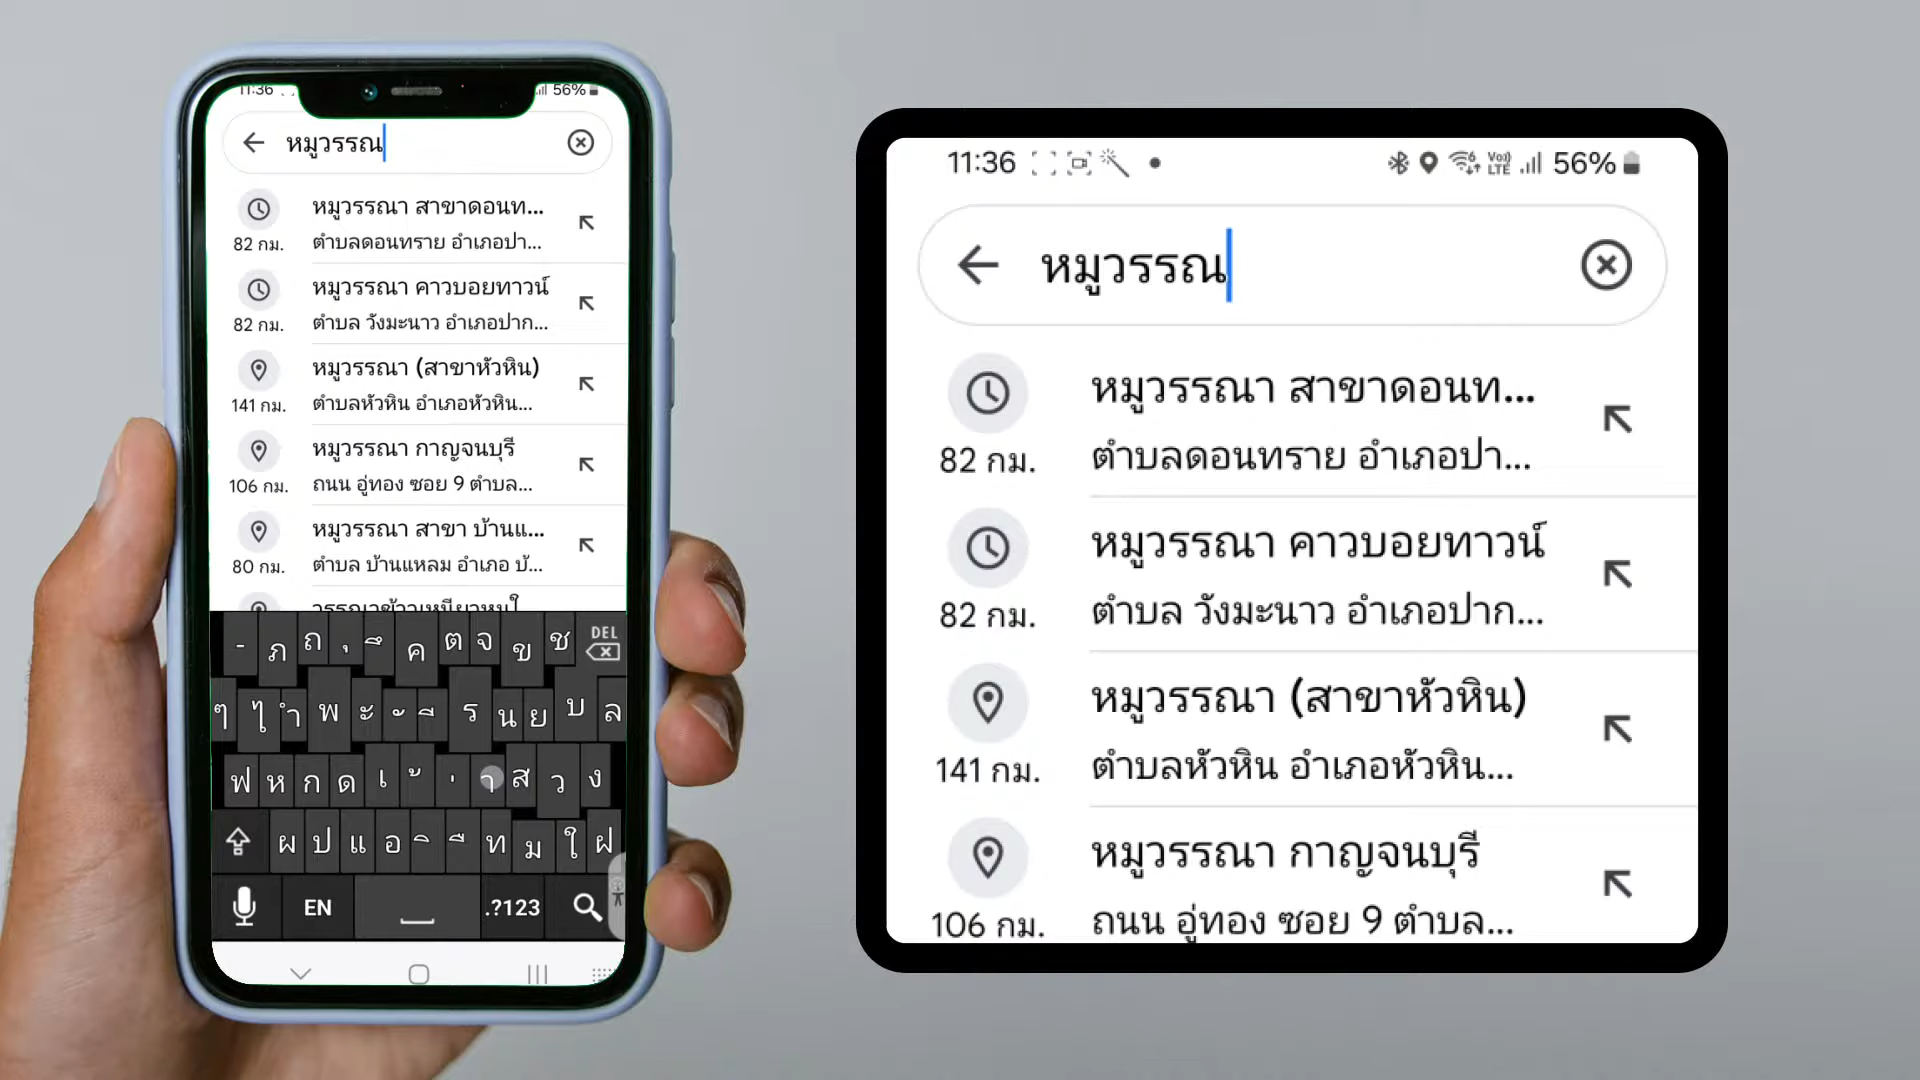 11:36 56%
หมูวรรณ
หมูวรรณา สาขาดอนท...
82 กม. ตำบลดอนทราย อำเภอปา...
หมูวรรณา คาวบอยทาวน์
82 กม. ตำบล วังมะนาว อำเภอปาก...
หมูวรรณา (สาขาหัวหิน)
141 กม. ตำบลหัวหิน อำเภอหัวหิน...
หมูวรรณา กาญจนบุรี
106 กม. ถนน อู่ทอง ซอย 9 ตำบล...
หมูวรรณา สาขา บ้านแ...
80 กม. ตำบล บ้านแหลม อำเภอ บ้...
- ภ ถ ุ ึ ค ต จ ข ช DEL
ๆ ไ ำ พ ะ ั ี ร น ย บ ล
ฟ ห ก ด เ ้ ่ า ส ว ง
ผ ป แ อ ิ ื ท ม ใ ฝ
EN .?123
11:36 Vo)) LTE 56%
หมูวรรณ
หมูวรรณา สาขาดอนท...
82 กม. ตำบลดอนทราย อำเภอปา...
หมูวรรณา คาวบอยทาวน์
82 กม. ตำบล วังมะนาว อำเภอปาก...
หมูวรรณา (สาขาหัวหิน)
141 กม. ตำบลหัวหิน อำเภอหัวหิน...
หมูวรรณา กาญจนบุรี
106 กม. ถนน อู่ทอง ซอย 9 ตำบล...